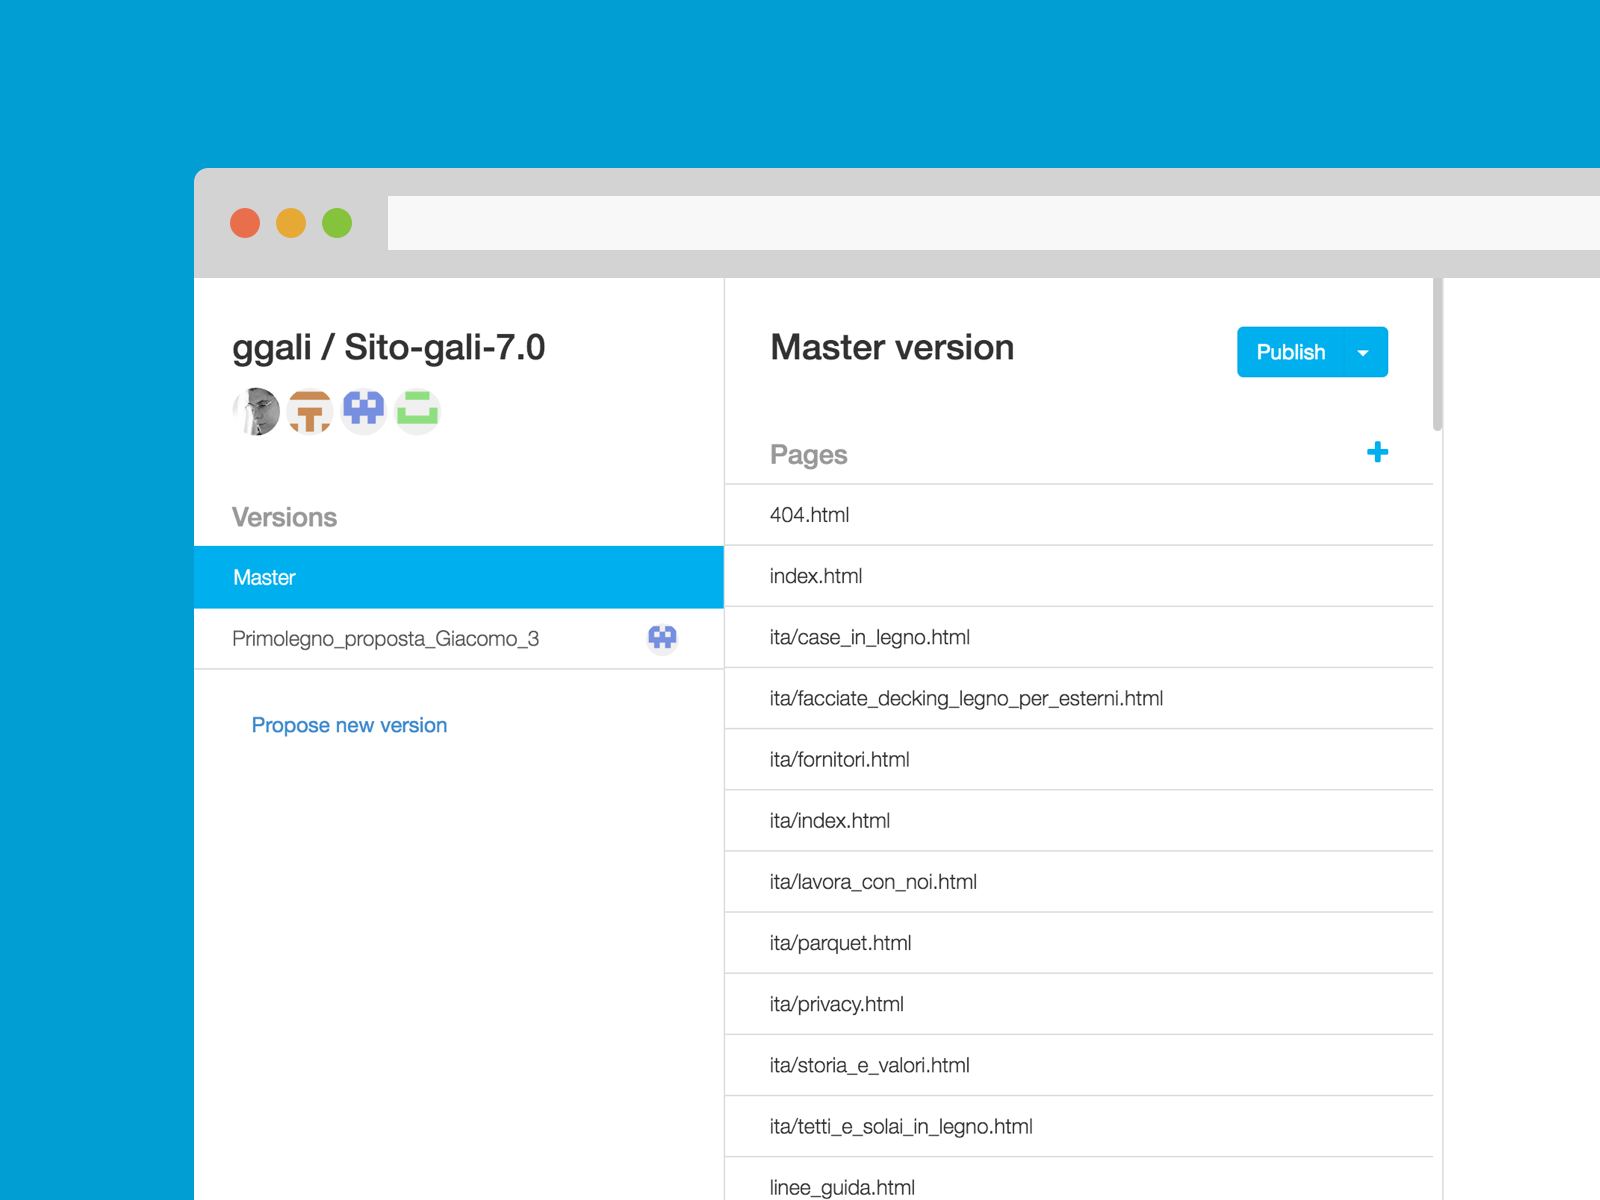 ggali / Sito-gali-7.0
Versions
Master
Primolegno_proposta_Giacomo_3
Propose new version
Master version
Publish
Pages
404.html
index.html
ita/case_in_legno.html
ita/facciate_decking_legno_per_esterni.html
ita/fornitori.html
ita/index.html
ita/lavora_con_noi.html
ita/parquet.html
ita/privacy.html
ita/storia_e_valori.html
ita/tetti_e_solai_in_legno.html
linee_guida.html